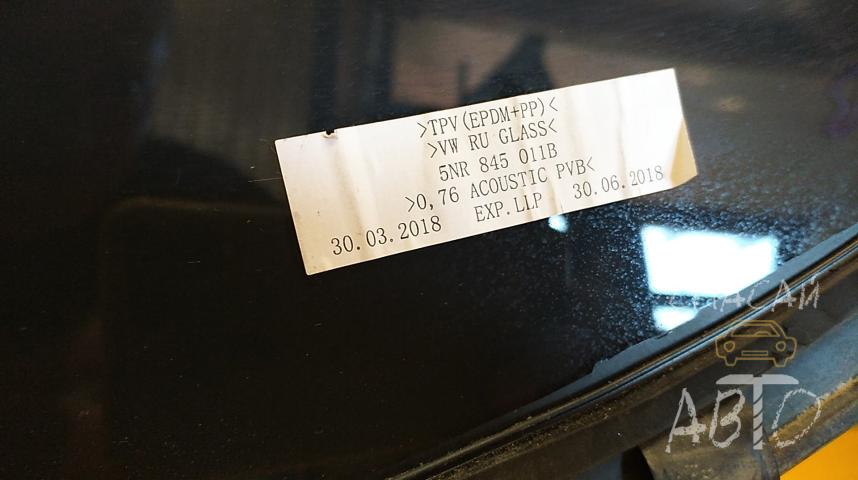 >TPV(EPDM+PP)<
>VW RU GLASS<
5NR 845 011B
>0,76 ACOUSTIC PVB<
30.03.2018 EXP.LIP 30.06.2018
СПАСАЙ
АВТО